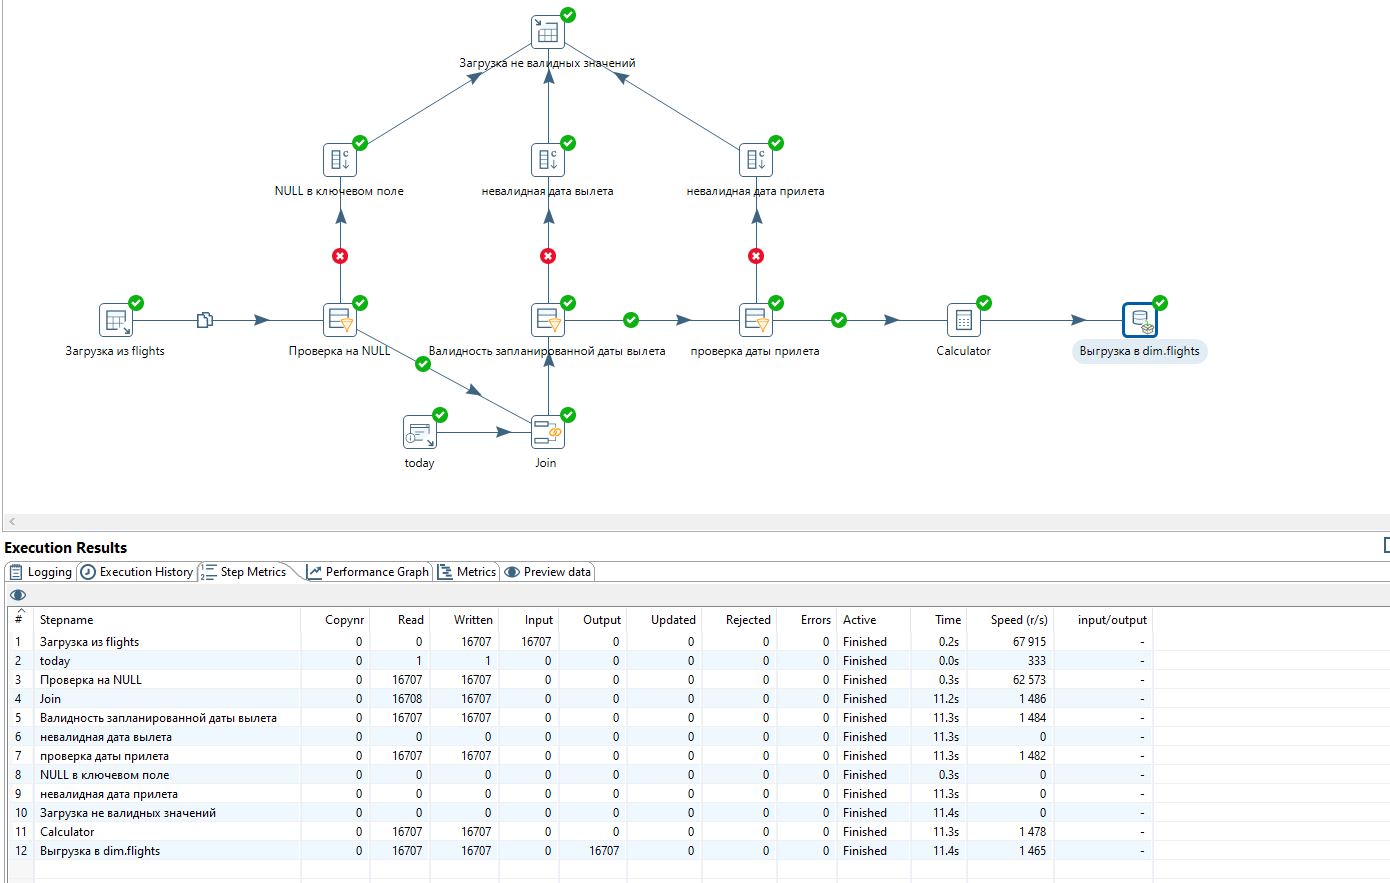 Загрузка не валидных значений
NULL в ключевом поле
невалидная дата вылета
невалидная дата прилета
Загрузка из flights
Проверка на NULL
Валидность запланированной даты вылета
проверка даты прилета
Calculator
Выгрузка в dim.flights
today
Join
Execution Results
Logging Execution History Step Metrics Performance Graph Metrics Preview data
# Stepname Copynr Read Written Input Output Updated Rejected Errors Active Time Speed (r/s) input/output
1 Загрузка из flights 0 0 16707 16707 0 0 0 0 Finished 0.2s 67 915 -
2 today 0 1 1 0 0 0 0 0 Finished 0.0s 333 -
3 Проверка на NULL 0 16707 16707 0 0 0 0 0 Finished 0.3s 62 573 -
4 Join 0 16708 16707 0 0 0 0 0 Finished 11.2s 1 486 -
5 Валидность запланированной даты вылета 0 16707 16707 0 0 0 0 0 Finished 11.3s 1 484 -
6 невалидная дата вылета 0 0 0 0 0 0 0 0 Finished 11.3s 0 -
7 проверка даты прилета 0 16707 16707 0 0 0 0 0 Finished 11.3s 1 482 -
8 NULL в ключевом поле 0 0 0 0 0 0 0 0 Finished 0.3s 0 -
9 невалидная дата прилета 0 0 0 0 0 0 0 0 Finished 11.3s 0 -
10 Загрузка не валидных значений 0 0 0 0 0 0 0 0 Finished 11.4s 0 -
11 Calculator 0 16707 16707 0 0 0 0 0 Finished 11.3s 1 478 -
12 Выгрузка в dim.flights 0 16707 16707 0 16707 0 0 0 Finished 11.4s 1 465 -